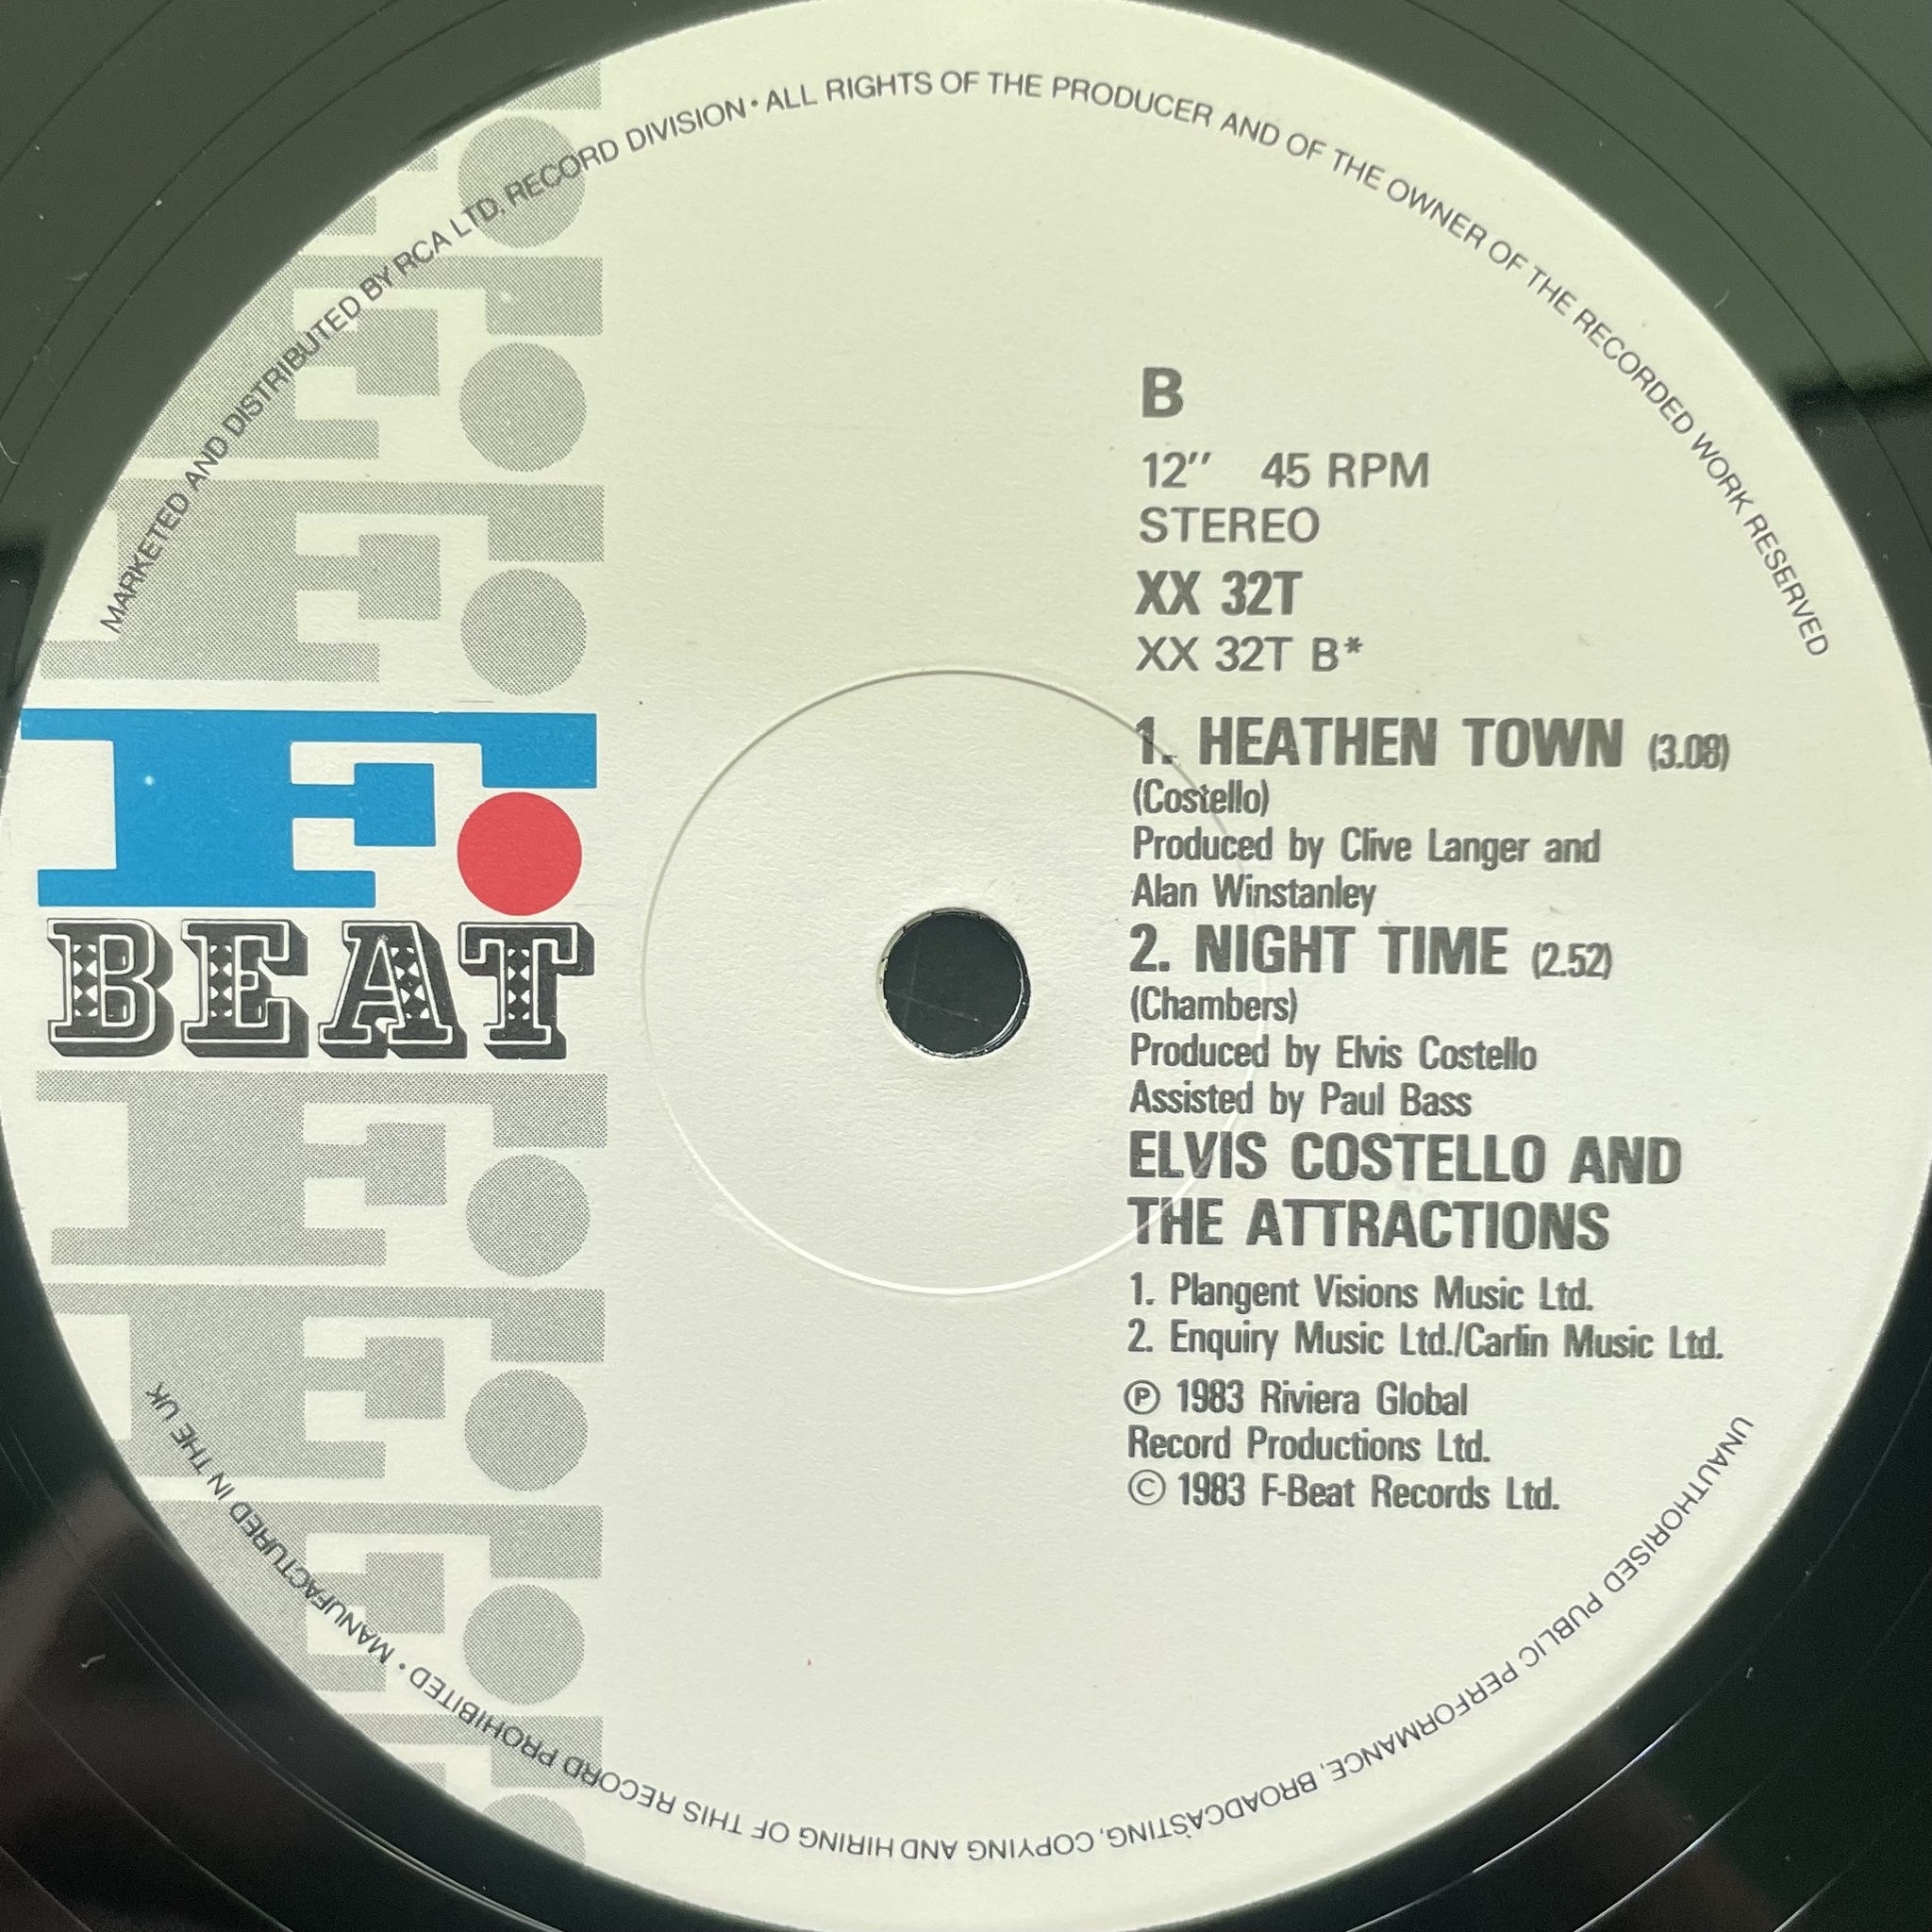 MARKETED AND DISTRIBUTED BY RCA LTD. RECORD DIVISION • ALL RIGHTS OF THE PRODUCER AND OF THE OWNER OF THE RECORDED WORK RESERVED
B
12″ 45 RPM
STEREO
XX 32T
XX 32T B*
1. HEATHEN TOWN (3.08)
(Costello)
Produced by Clive Langer and
Alan Winstanley
2. NIGHT TIME (2.52)
(Chambers)
Produced by Elvis Costello
Assisted by Paul Bass
ELVIS COSTELLO AND
THE ATTRACTIONS
1. Plangent Visions Music Ltd.
2. Enquiry Music Ltd./Carlin Music Ltd.
℗ 1983 Riviera Global
Record Productions Ltd.
© 1983 F-Beat Records Ltd.
F.
BEAT
UNAUTHORISED PUBLIC PERFORMANCE, BROADCASTING, COPYING AND HIRING OF THIS RECORD PROHIBITED • MANUFACTURED IN THE UK